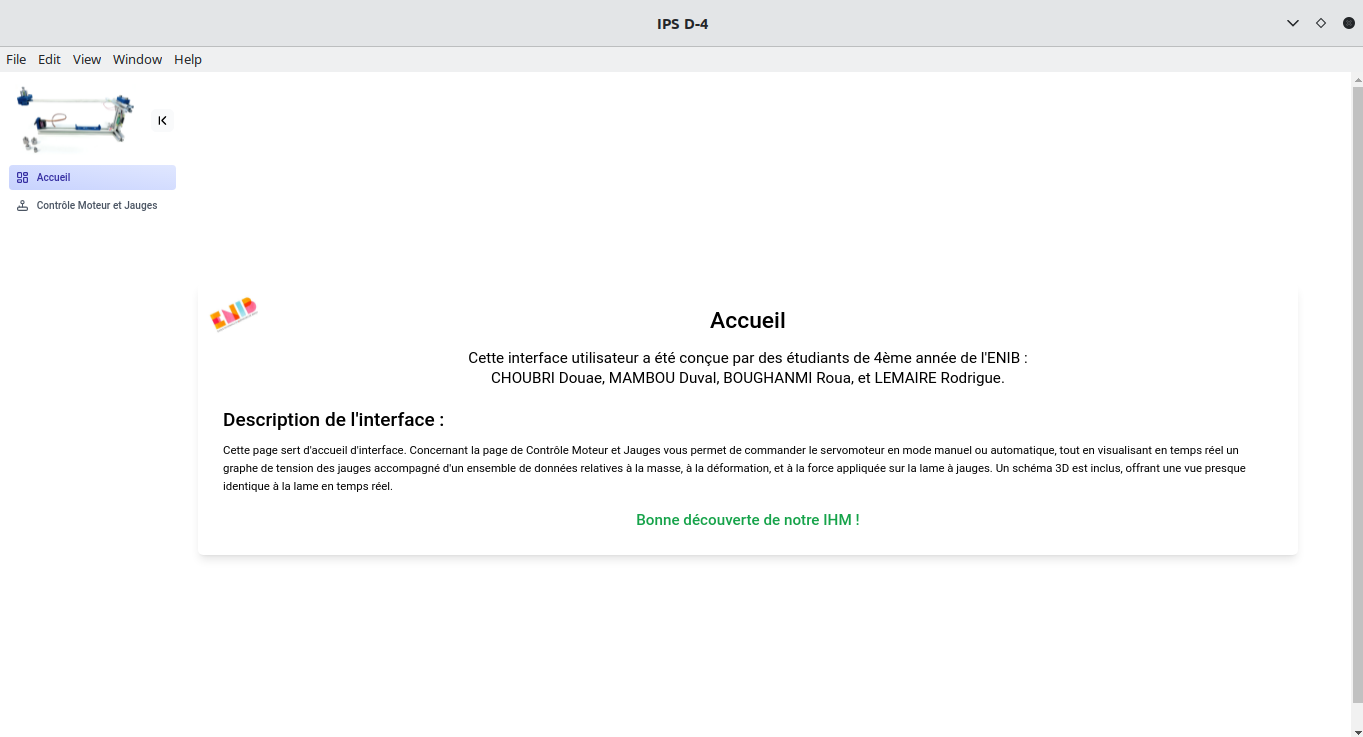 IPS D-4
File Edit View Window Help
Accueil
Contrôle Moteur et Jauges
ENIB
Accueil
Cette interface utilisateur a été conçue par des étudiants de 4ème année de l'ENIB :
CHOUBRI Douae, MAMBOU Duval, BOUGHANMI Roua, et LEMAIRE Rodrigue.
Description de l'interface :
Cette page sert d'accueil d'interface. Concernant la page de Contrôle Moteur et Jauges vous permet de commander le servomoteur en mode manuel ou automatique, tout en visualisant en temps réel un
graphe de tension des jauges accompagné d'un ensemble de données relatives à la masse, à la déformation, et à la force appliquée sur la lame à jauges. Un schéma 3D est inclus, offrant une vue presque
identique à la lame en temps réel.
Bonne découverte de notre IHM !